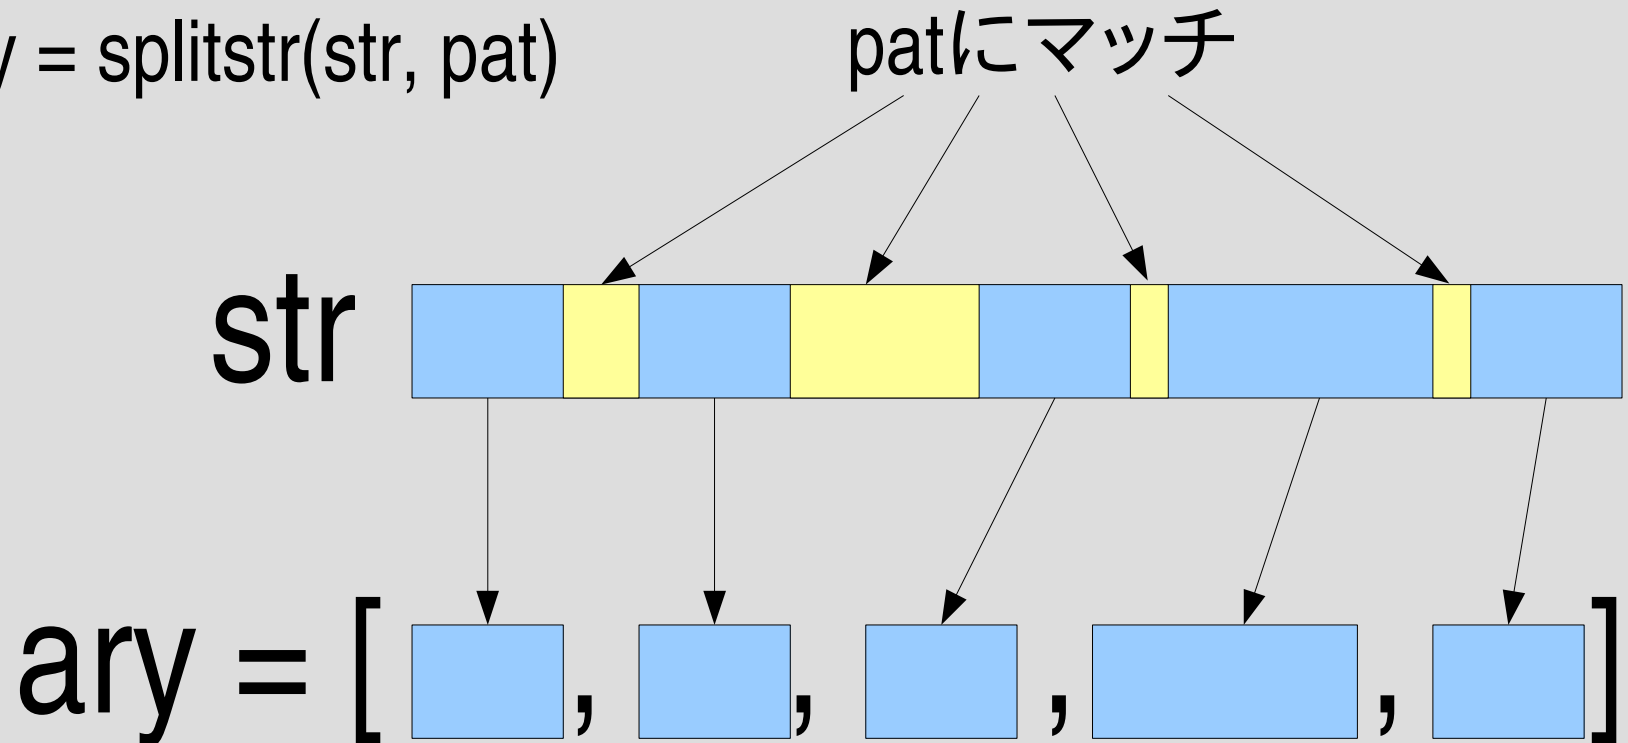 y = splitstr(str, pat)
patにマッチ
str
ary = [ , , , , ]